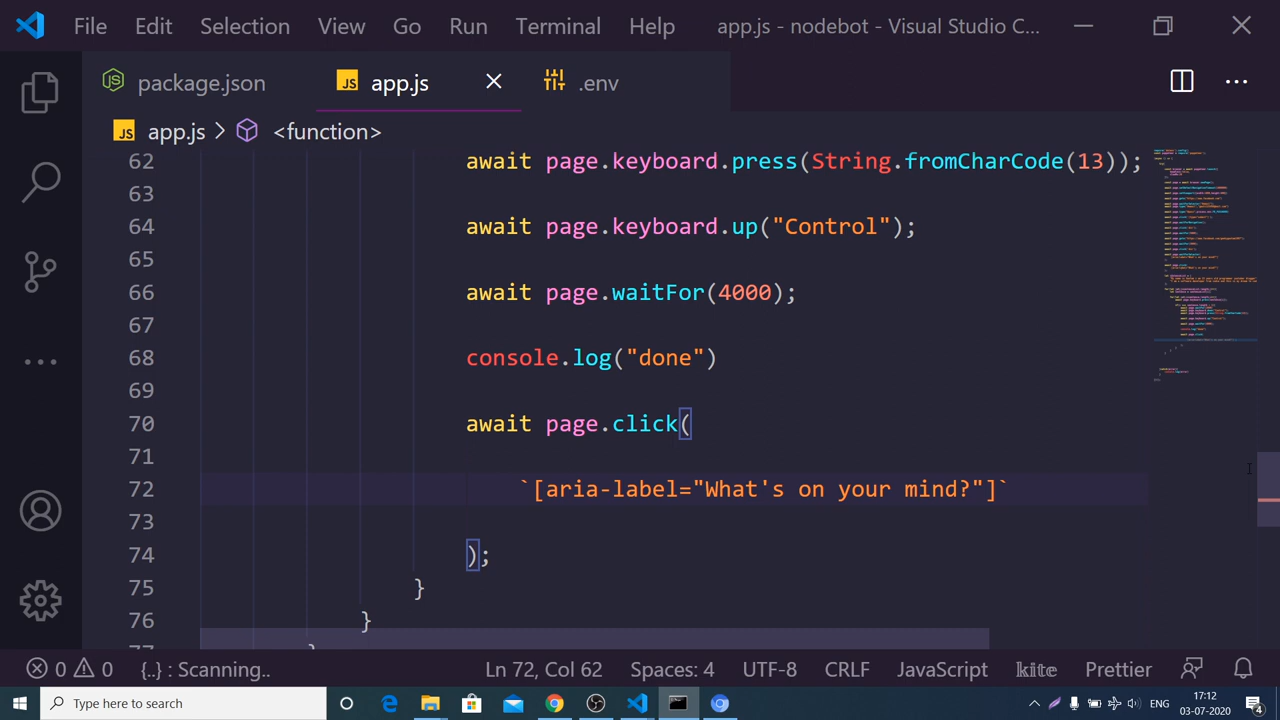 File Edit Selection View Go Run Terminal Help app.js - nodebot - Visual Studio C...
package.json app.js .env
app.js <function>
62 await page.keyboard.press(String.fromCharCode(13));
63
64 await page.keyboard.up("Control");
65
66 await page.waitFor(4000);
67
68 console.log("done")
69
70 await page.click(
71
72 `[aria-label="What's on your mind?"]`
73
74 );
75 }
76 }
0 0 {..} : Scanning.. Ln 72, Col 62 Spaces: 4 UTF-8 CRLF JavaScript kite Prettier
Type here to search ENG 17:12
03-07-2020 4